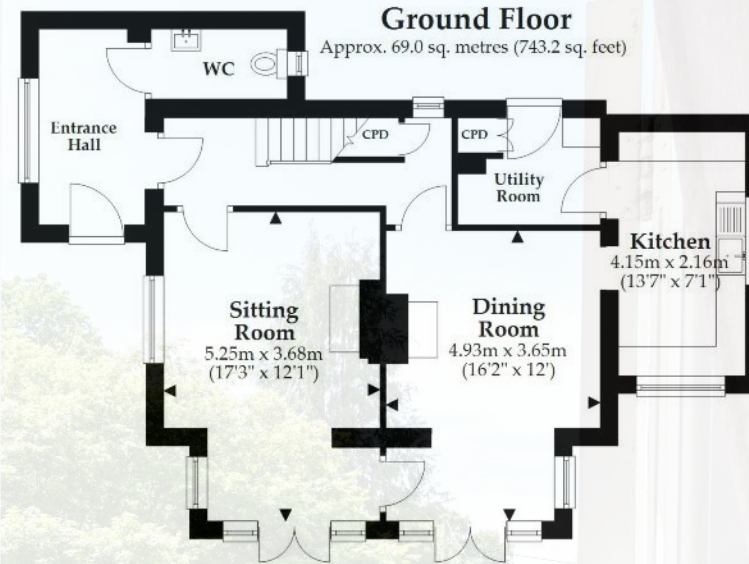 Ground Floor
Approx. 69.0 sq. metres (743.2 sq. feet)
WC
Entrance
Hall
CPD
CPD
Utility
Room
Kitchen
4.15m x 2.16m
(13'7" x 7'1")
Sitting
Room
5.25m x 3.68m
(17'3" x 12'1")
Dining
Room
4.93m x 3.65m
(16'2" x 12')